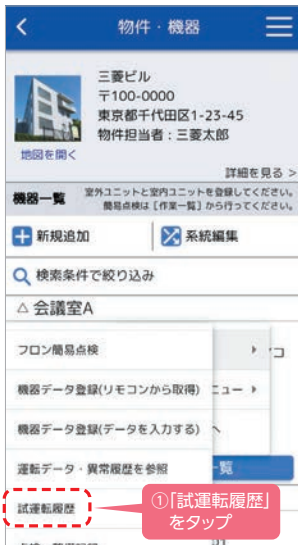 物件・機器
三菱ビル
〒100-0000
東京都千代田区1-23-45
物件担当者:三菱太郎
地図を開く
詳細を見る >
機器一覧
室外ユニットと室内ユニットを登録してください。
簡易点検は[作業一覧]から行ってください。
新規追加
系統編集
検索条件で絞り込み
△ 会議室A
フロン簡易点検
コ
機器データ登録(リモコンから取得)
ニュー
機器データ登録(データを入力する)
運転データ・異常履歴を参照
覧
試運転履歴
①「試運転履歴」
をタップ